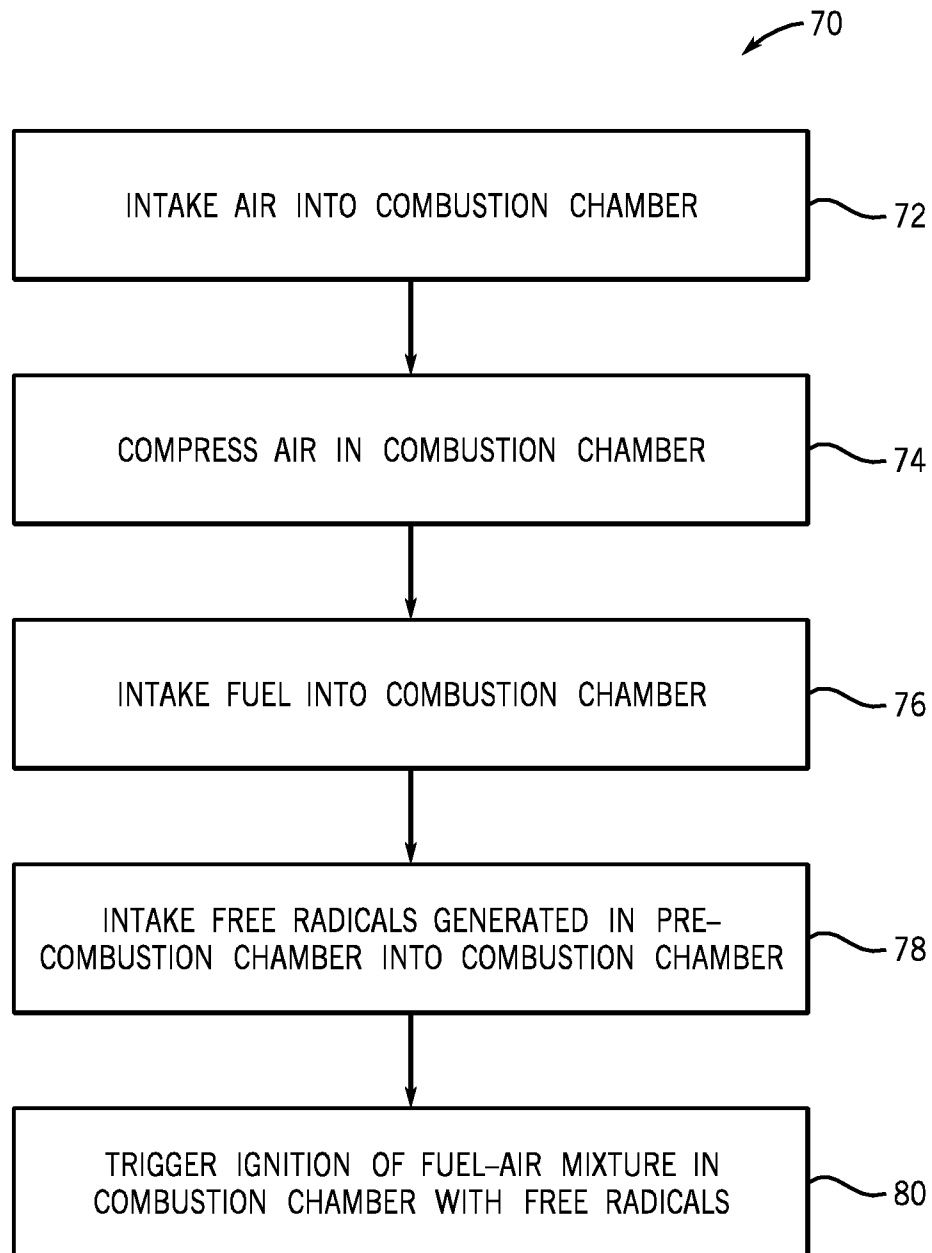 70
INTAKE AIR INTO COMBUSTION CHAMBER
72
COMPRESS AIR IN COMBUSTION CHAMBER
74
INTAKE FUEL INTO COMBUSTION CHAMBER
76
INTAKE FREE RADICALS GENERATED IN PRE–
COMBUSTION CHAMBER INTO COMBUSTION CHAMBER
78
TRIGGER IGNITION OF FUEL–AIR MIXTURE IN
COMBUSTION CHAMBER WITH FREE RADICALS
80